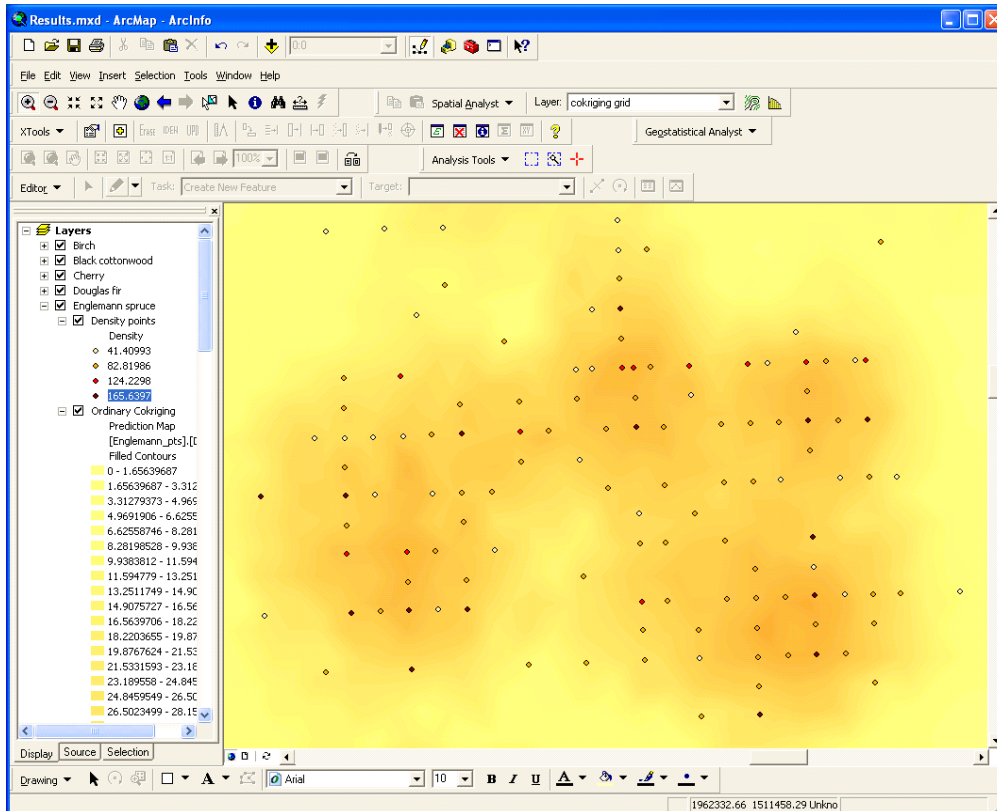 Results.mxd - ArcMap - ArcInfo
0:0
File Edit View Insert Selection Tools Window Help
Spatial Analyst Layer: cokriging grid
XTools Geostatistical Analyst
100% Analysis Tools
Editor Task: Create New Feature Target:
Layers
Birch
Black cottonwood
Cherry
Douglas fir
Englemann spruce
Density points
Density
41.40993
82.81986
124.2298
165.6397
Ordinary Cokriging
Prediction Map
[Englemann_pts].[D
Filled Contours
0 - 1.65639687
1.65639687 - 3.312
3.31279373 - 4.969
4.9691906 - 6.6255
6.62558746 - 8.281
8.28198528 - 9.938
9.9383812 - 11.594
11.594779 - 13.251
13.2511749 - 14.90
14.9075727 - 16.56
16.5639706 - 18.22
18.2203655 - 19.87
19.8767624 - 21.53
21.5331593 - 23.18
23.189558 - 24.845
24.8459549 - 26.50
26.5023499 - 28.15
Display Source Selection
Drawing A Arial 10 B I U A
1962332.66 1511458.29 Unkno